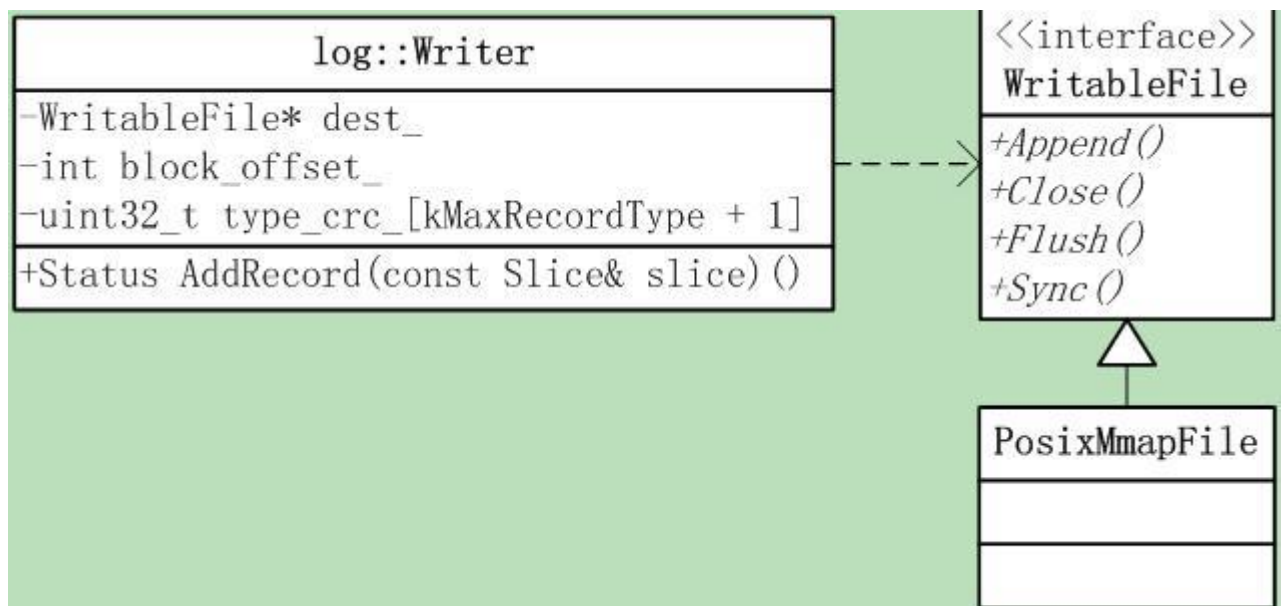 log::Writer
-WritableFile* dest_
-int block_offset_
-uint32_t type_crc_[kMaxRecordType + 1]
+Status AddRecord(const Slice& slice)()
<<interface>>
WritableFile
+Append()
+Close()
+Flush()
+Sync()
PosixMmapFile